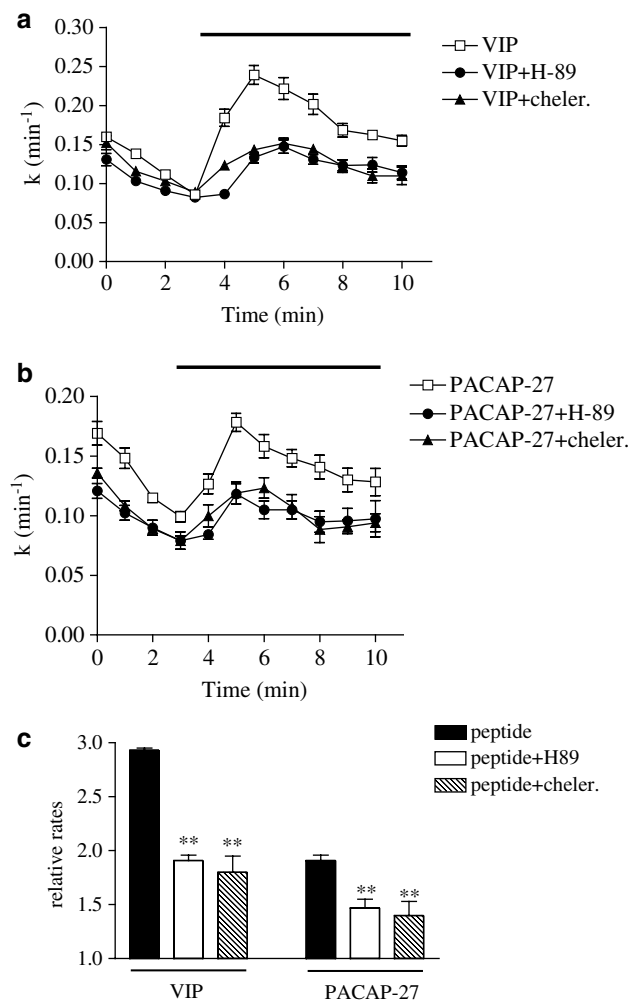 a
0.30
0.25
0.20
0.15
0.10
0.05
0.00
k (min⁻¹)
0 2 4 6 8 10
Time (min)
VIP
VIP+H-89
VIP+cheler.
b
0.20
0.15
0.10
0.05
0.00
k (min⁻¹)
0 2 4 6 8 10
Time (min)
PACAP-27
PACAP-27+H-89
PACAP-27+cheler.
c
3.0
2.5
2.0
1.5
1.0
relative rates
** **
** **
VIP PACAP-27
peptide
peptide+H89
peptide+cheler.